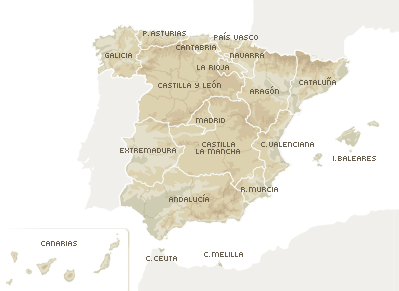 P.ASTURIAS
PAÍS VASCO
CANTABRIA
GALICIA
NAVARRA
LA RIOJA
CASTILLA Y LEÓN
CATALUÑA
ARAGÓN
MADRID
EXTREMADURA
CASTILLA
LA MANCHA
C.VALENCIANA
I.BALEARES
R.MURCIA
ANDALUCÍA
CANARIAS
C.CEUTA
C.MELILLA